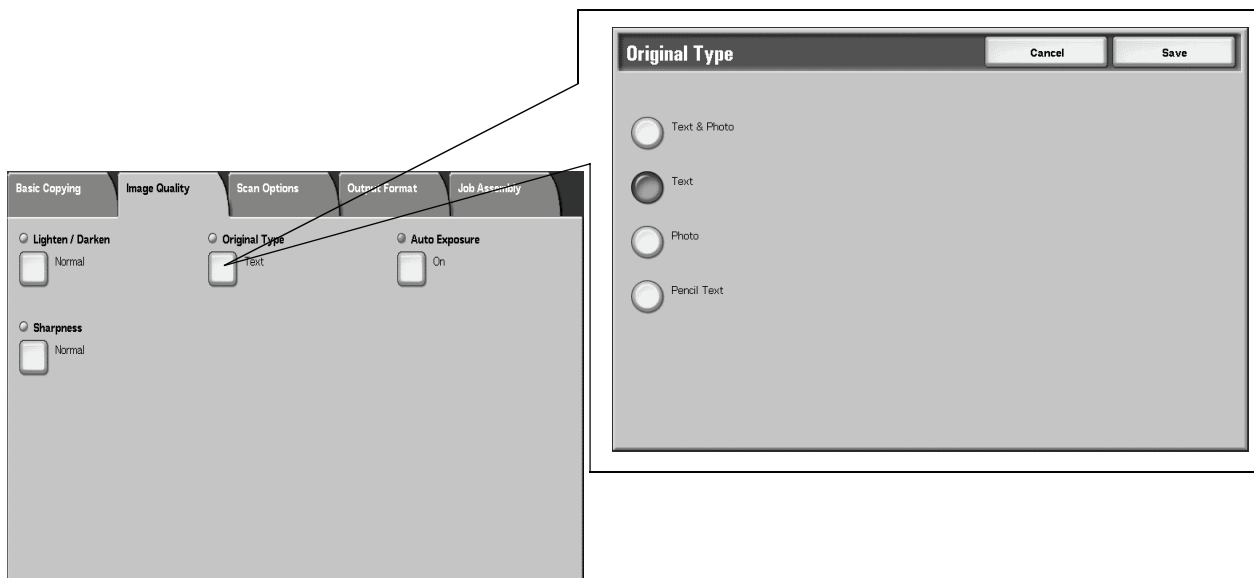 Original Type Cancel Save
Text & Photo
Text
Photo
Pencil Text
Basic Copying Image Quality Scan Options Output Format Job Assembly
Lighten / Darken Original Type Auto Exposure
Normal Text On
Sharpness
Normal